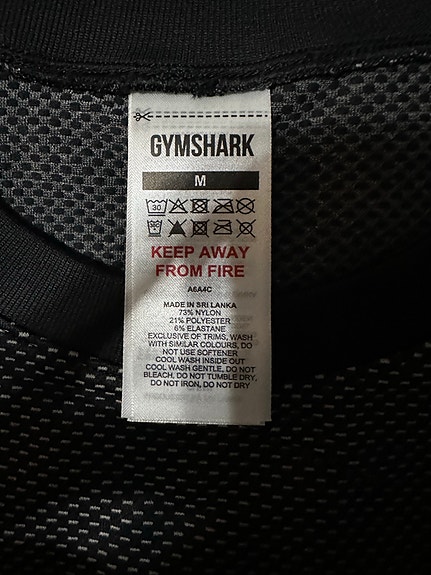 GYMSHARK
M
30
KEEP AWAY
FROM FIRE
A6A4C
MADE IN SRI LANKA
73% NYLON
21% POLYESTER
6% ELASTANE
EXCLUSIVE OF TRIMS, WASH
WITH SIMILAR COLOURS, DO
NOT USE SOFTENER
COOL WASH INSIDE OUT
COOL WASH GENTLE, DO NOT
BLEACH, DO NOT TUMBLE DRY,
DO NOT IRON, DO NOT DRY